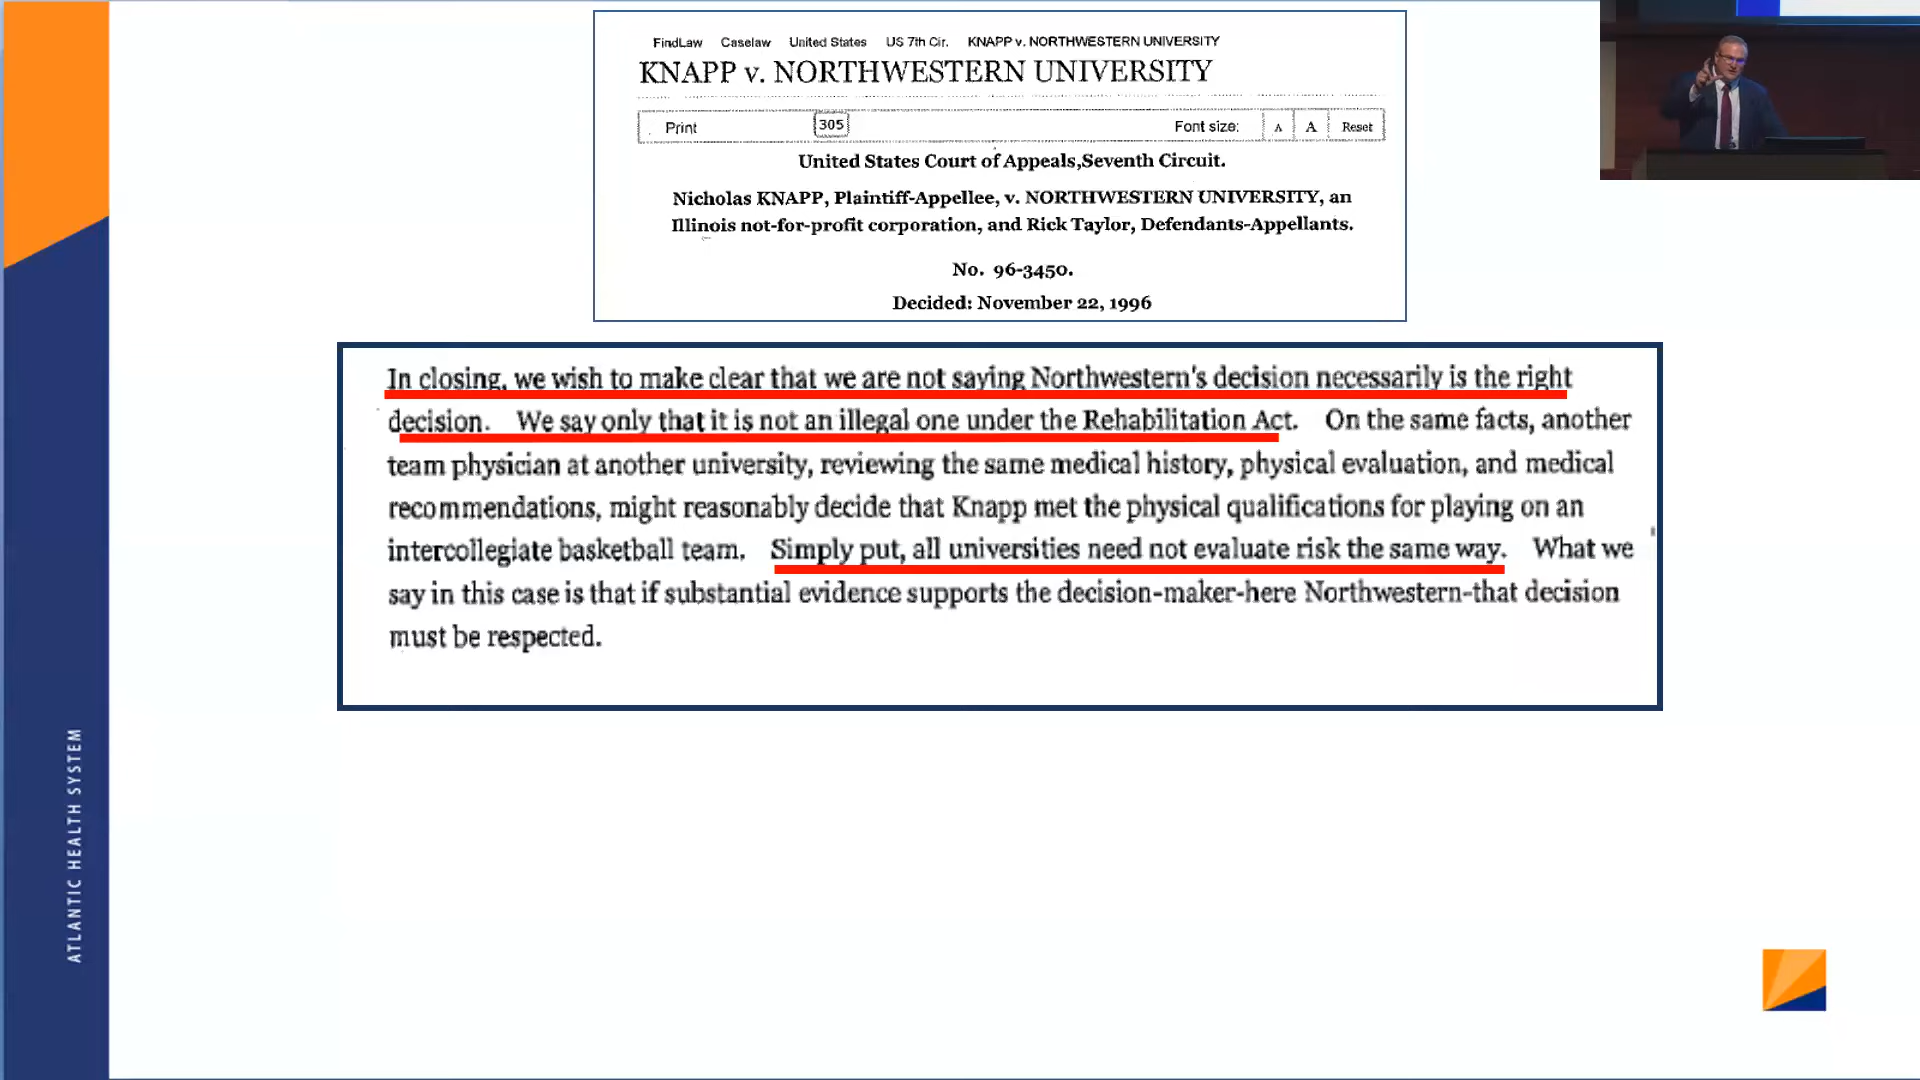 FindLaw Caselaw United States US 7th Cir. KNAPP v. NORTHWESTERN UNIVERSITY
KNAPP v. NORTHWESTERN UNIVERSITY
Print 305 Font size: A A Reset
United States Court of Appeals,Seventh Circuit.
Nicholas KNAPP, Plaintiff-Appellee, v. NORTHWESTERN UNIVERSITY, an
Illinois not-for-profit corporation, and Rick Taylor, Defendants-Appellants.
No. 96-3450.
Decided: November 22, 1996
In closing, we wish to make clear that we are not saying Northwestern's decision necessarily is the right
decision. We say only that it is not an illegal one under the Rehabilitation Act. On the same facts, another
team physician at another university, reviewing the same medical history, physical evaluation, and medical
recommendations, might reasonably decide that Knapp met the physical qualifications for playing on an
intercollegiate basketball team. Simply put, all universities need not evaluate risk the same way. What we
say in this case is that if substantial evidence supports the decision-maker-here Northwestern-that decision
must be respected.
ATLANTIC HEALTH SYSTEM